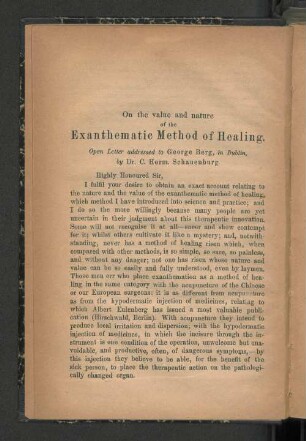 On the value and nature
of the
Exanthematic Method of Healing.
Open Letter addressed to George Berg, in Dublin,
by Dr. C. Herm. Schauenburg
Highly Honoured Sir,
I fulfil your desire to obtain an exact account relating
to the nature and the value of the exanthematic method of healing,
which method I have introduced into science and practice; and
I do so the more willingly because many people are yet
uncertain in their judgment about this therapeutic innovation.
Some will not recognise it at all—sneer and show contempt
for it; whilst others cultivate it like a mystery; and, notwith-
standing, never has a method of healing risen which, when
compared with other methods, is so simple, so easy, so painless,
and without any danger; not one has risen whose nature and
value can be so easily and fully understood, even by laymen.
Those men err who place exanthematism as a method of heal-
ing in the same category with the acupuncture of the Chinese
or our European surgeons; it is as different from acupuncture
as from the hypodermatic injection of medicines, relating to
which Albert Eulenberg has issued a most valuable publi-
cation (Hirschwald, Berlin). With acupuncture they intend to
produce local irritation and dispersion; with the hypodermatic
injection of medicines, in which the incisure through the in-
strument is one condition of the operation, unwelcome but una-
voidable, and productive, often, of dangerous symptoms,—by
this injection they believe to be able, for the benefit of the
sick person, to place the therapeutic action on the pathologi-
cally changed organ.